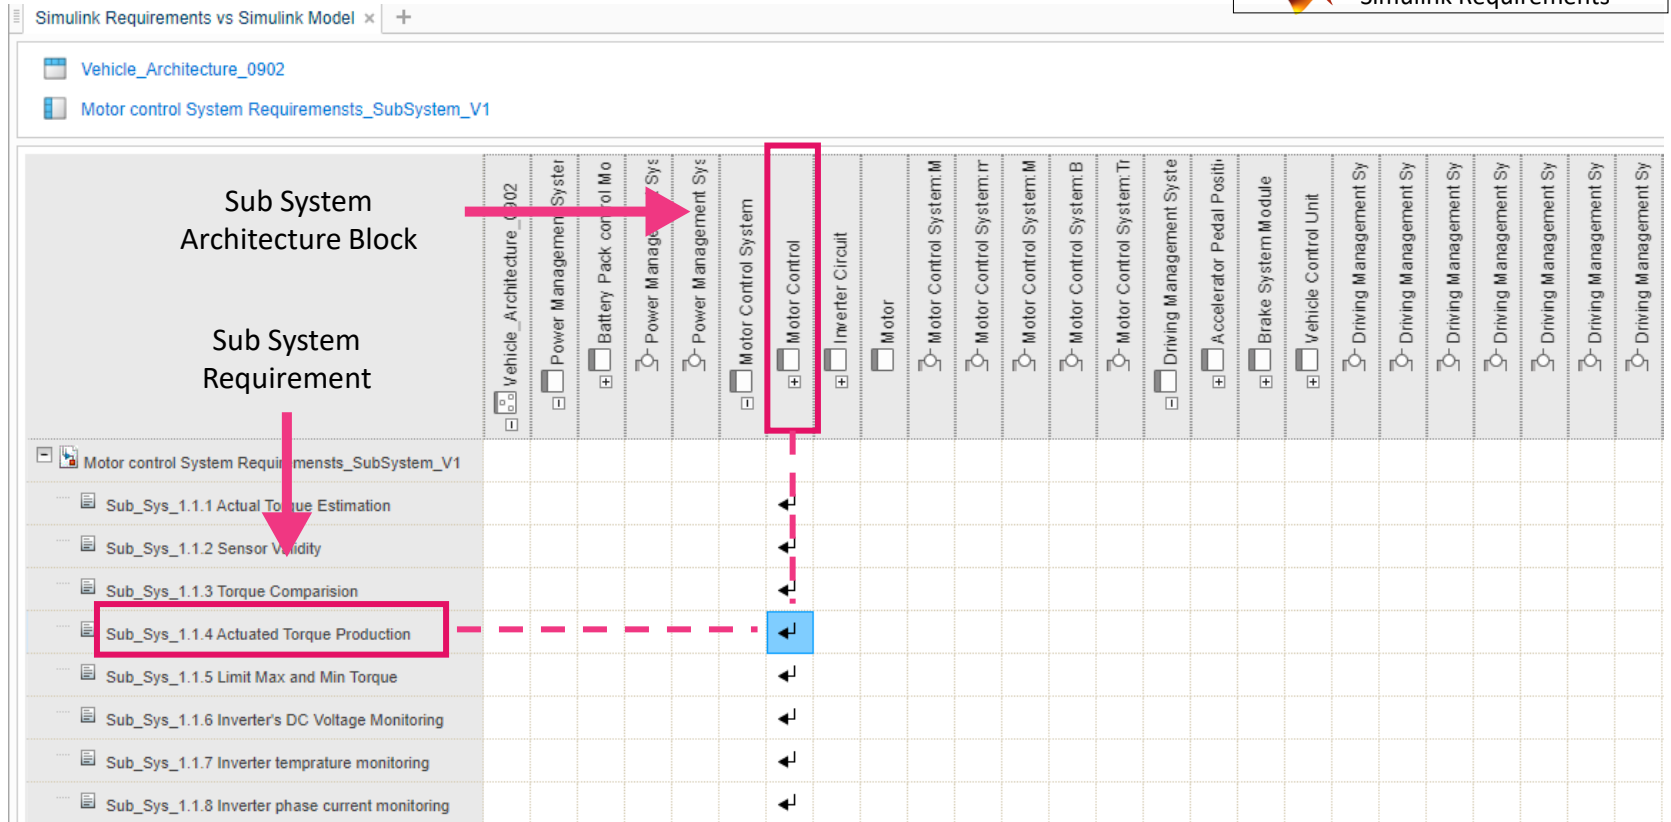 Simulink Requirements
Simulink Requirements vs Simulink Model × +
Vehicle_Architecture_0902
Motor control System Requiremensts_SubSystem_V1
Sub System
Architecture Block
Sub System
Requirement
Vehicle_Architecture_0902
Power Management Syster
Battery Pack control Mo
Power Management Sys
Power Management Sys
Motor Control System
Motor Control
Inverter Circuit
Motor
Motor Control System:M
Motor Control System:m
Motor Control System:M
Motor Control System:B
Motor Control System:Tr
Driving Management Syste
Accelerator Pedal Positi
Brake System Module
Vehicle Control Unit
Driving Management Sy
Driving Management Sy
Driving Management Sy
Driving Management Sy
Driving Management Sy
Driving Management Sy
Driving Management Sy
Motor control System Requiremensts_SubSystem_V1
Sub_Sys_1.1.1 Actual Torque Estimation
Sub_Sys_1.1.2 Sensor Validity
Sub_Sys_1.1.3 Torque Comparision
Sub_Sys_1.1.4 Actuated Torque Production
Sub_Sys_1.1.5 Limit Max and Min Torque
Sub_Sys_1.1.6 Inverter's DC Voltage Monitoring
Sub_Sys_1.1.7 Inverter temprature monitoring
Sub_Sys_1.1.8 Inverter phase current monitoring